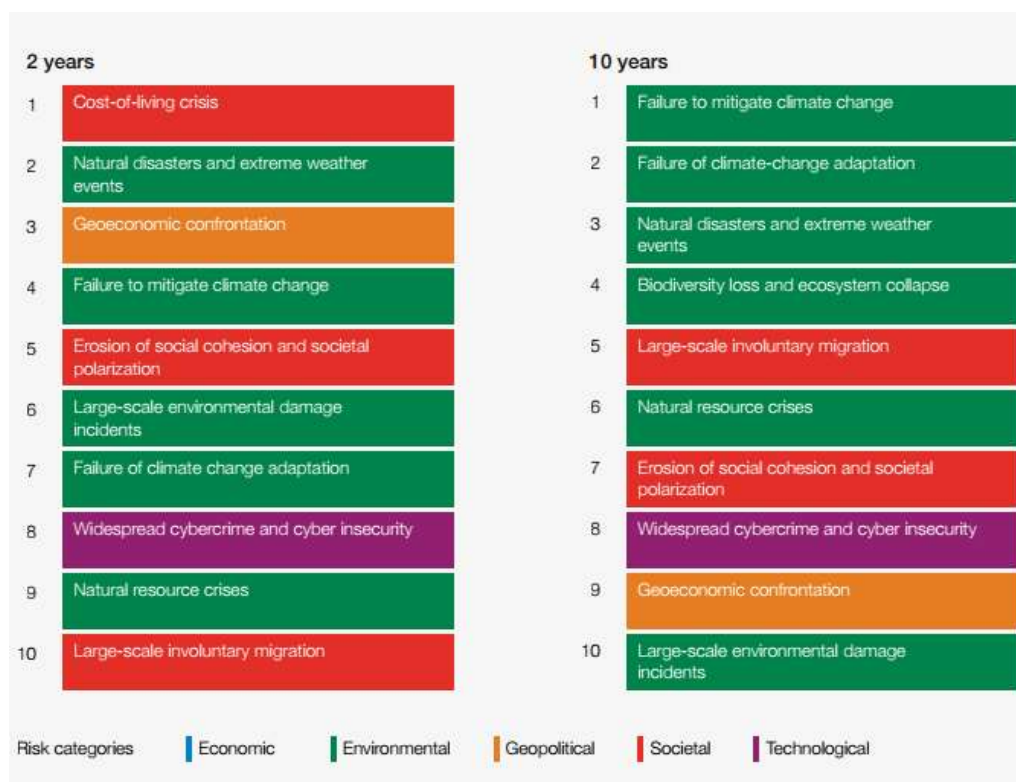 2 years
1
Cost-of-living crisis
2
Natural disasters and extreme weather
events
3
Geoeconomic confrontation
4
Failure to mitigate climate change
5
Erosion of social cohesion and societal
polarization
6
Large-scale environmental damage
incidents
7
Failure of climate change adaptation
8
Widespread cybercrime and cyber insecurity
9
Natural resource crises
10
Large-scale involuntary migration
10 years
1
Failure to mitigate climate change
2
Failure of climate-change adaptation
3
Natural disasters and extreme weather
events
4
Biodiversity loss and ecosystem collapse
5
Large-scale involuntary migration
6
Natural resource crises
7
Erosion of social cohesion and societal
polarization
8
Widespread cybercrime and cyber insecurity
9
Geoeconomic confrontation
10
Large-scale environmental damage
incidents
Risk categories Economic Environmental Geopolitical Societal Technological